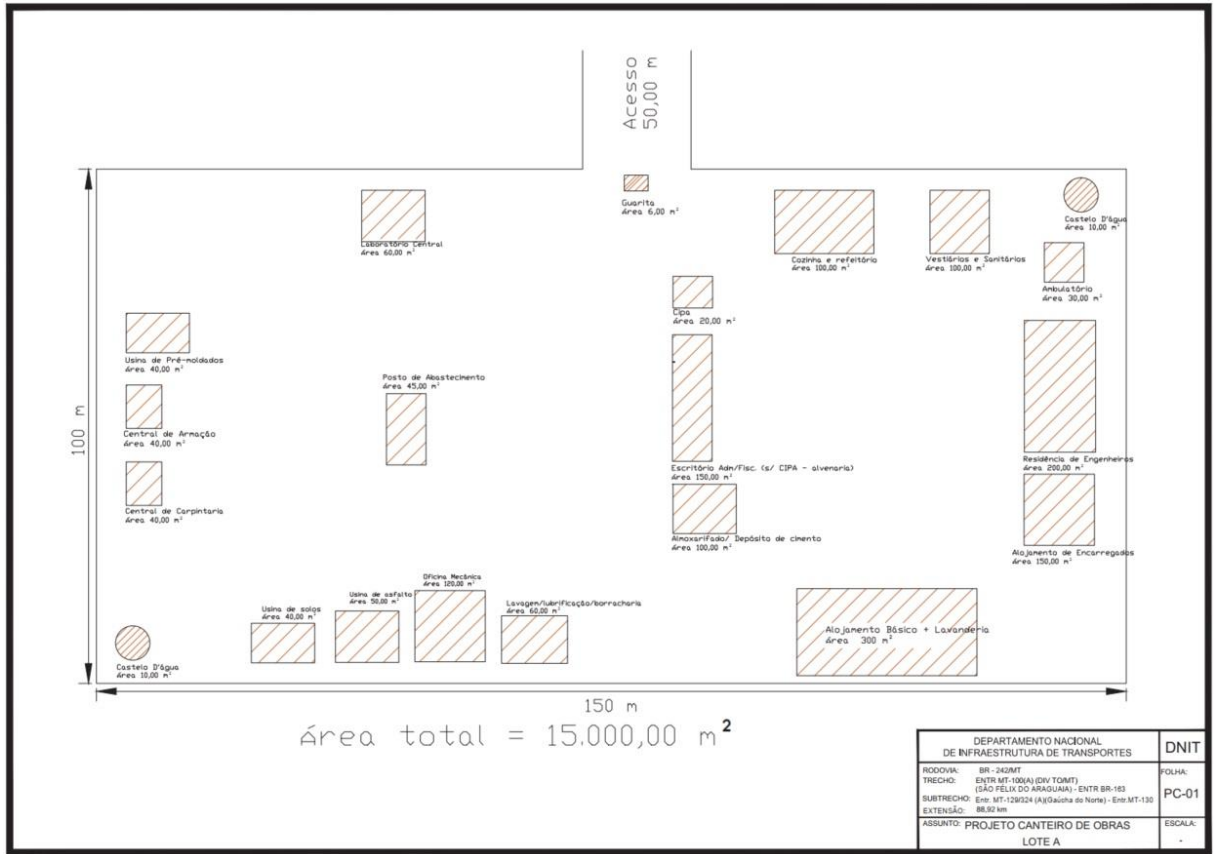 Acesso
50,00 m
Guarita
área 6,00 m²
Laboratório Central
área 60,00 m²
Cozinha e refeitório
área 100,00 m²
Vestiários e Sanitários
área 100,00 m²
Castelo D'água
área 10,00 m²
Ambulatório
área 30,00 m²
Cipa
área 20,00 m²
Usina de Pré-moldados
área 40,00 m²
Posto de Abastecimento
área 45,00 m²
Central de Armação
área 40,00 m²
100 m
Escritório Adm/Fisc. (s/ CIPA - alvenaria)
área 150,00 m²
Residência de Engenheiros
área 200,00 m²
Central de Carpintaria
área 40,00 m²
Almoxarifado/ Depósito de cimento
área 100,00 m²
Alojamento de Encarregados
área 150,00 m²
Oficina Mecânica
área 120,00 m²
Usina de asfalto
área 50,00 m²
Usina de solos
área 40,00 m²
Lavagem/lubrificação/borracharia
área 60,00 m²
Alojamento Básico + Lavanderia
área 300 m²
Castelo D'água
área 10,00 m²
150 m
área total = 15.000,00 m²
DEPARTAMENTO NACIONAL
DE INFRAESTRUTURA DE TRANSPORTES
DNIT
RODOVIA: BR - 242/MT
TRECHO: ENTR MT-100(A) (DIV TO/MT)
(SÃO FÉLIX DO ARAGUAIA) - ENTR BR-163
SUBTRECHO: Entr. MT-129/324 (A)(Gaúcha do Norte) - Entr.MT-130
EXTENSÃO: 88,92 km
FOLHA:
PC-01
ASSUNTO: PROJETO CANTEIRO DE OBRAS
LOTE A
ESCALA:
-